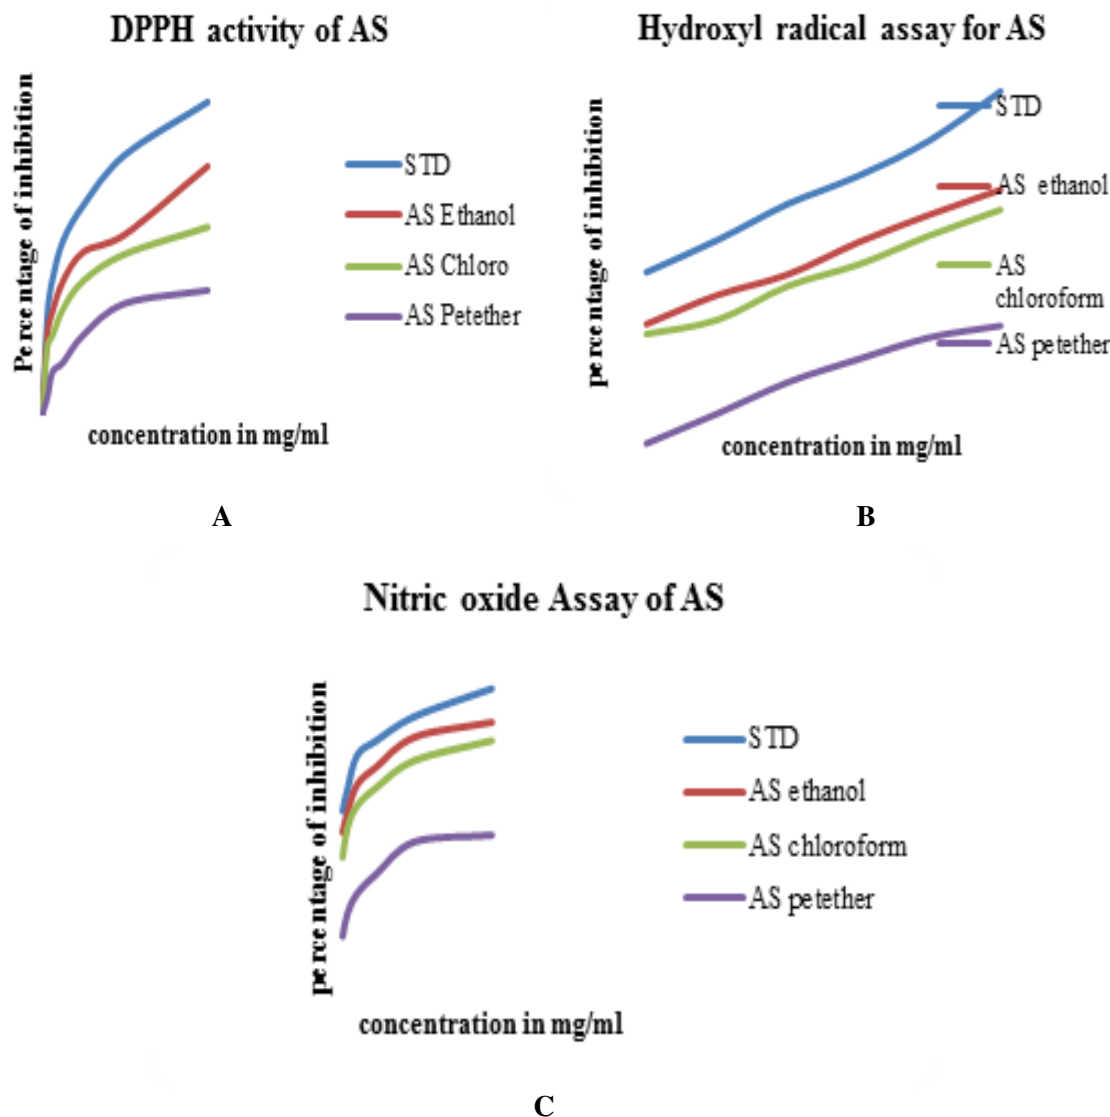 DPPH activity of AS
Percentage of inhibition
STD
AS Ethanol
AS Chloro
AS Petether
concentration in mg/ml
A
Hydroxyl radical assay for AS
percentage of inhibition
STD
AS ethanol
AS
chloroform
AS petether
concentration in mg/ml
B
Nitric oxide Assay of AS
percentage of inhibition
STD
AS ethanol
AS chloroform
AS petether
concentration in mg/ml
C